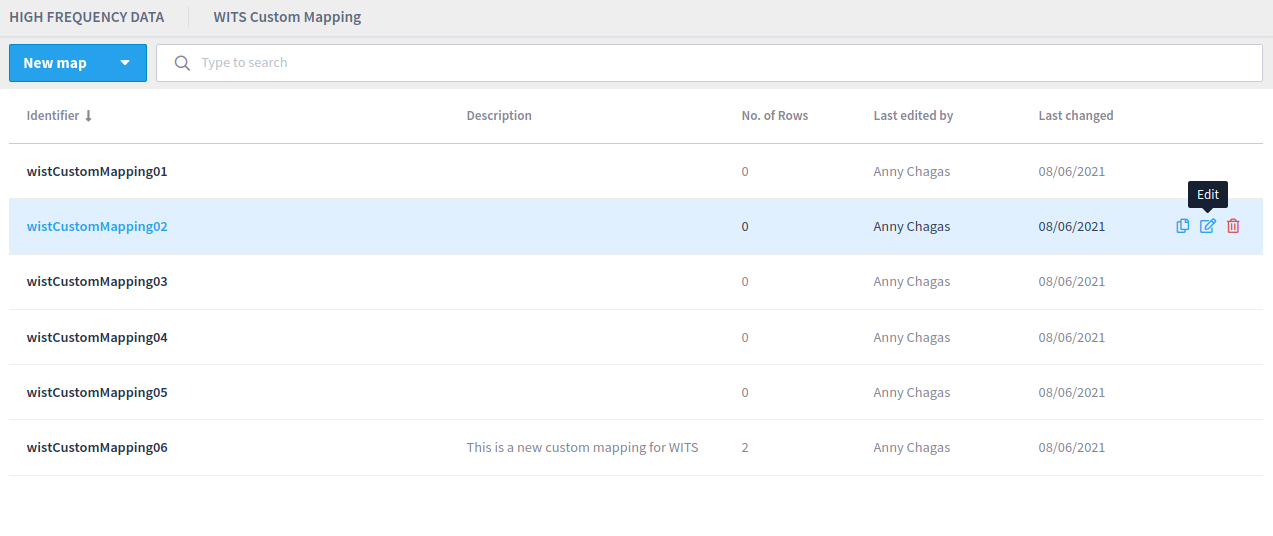 HIGH FREQUENCY DATA WITS Custom Mapping
New map Type to search
Identifier Description No. of Rows Last edited by Last changed
wistCustomMapping01 0 Anny Chagas 08/06/2021
Edit
wistCustomMapping02 0 Anny Chagas 08/06/2021
wistCustomMapping03 0 Anny Chagas 08/06/2021
wistCustomMapping04 0 Anny Chagas 08/06/2021
wistCustomMapping05 0 Anny Chagas 08/06/2021
wistCustomMapping06 This is a new custom mapping for WITS 2 Anny Chagas 08/06/2021